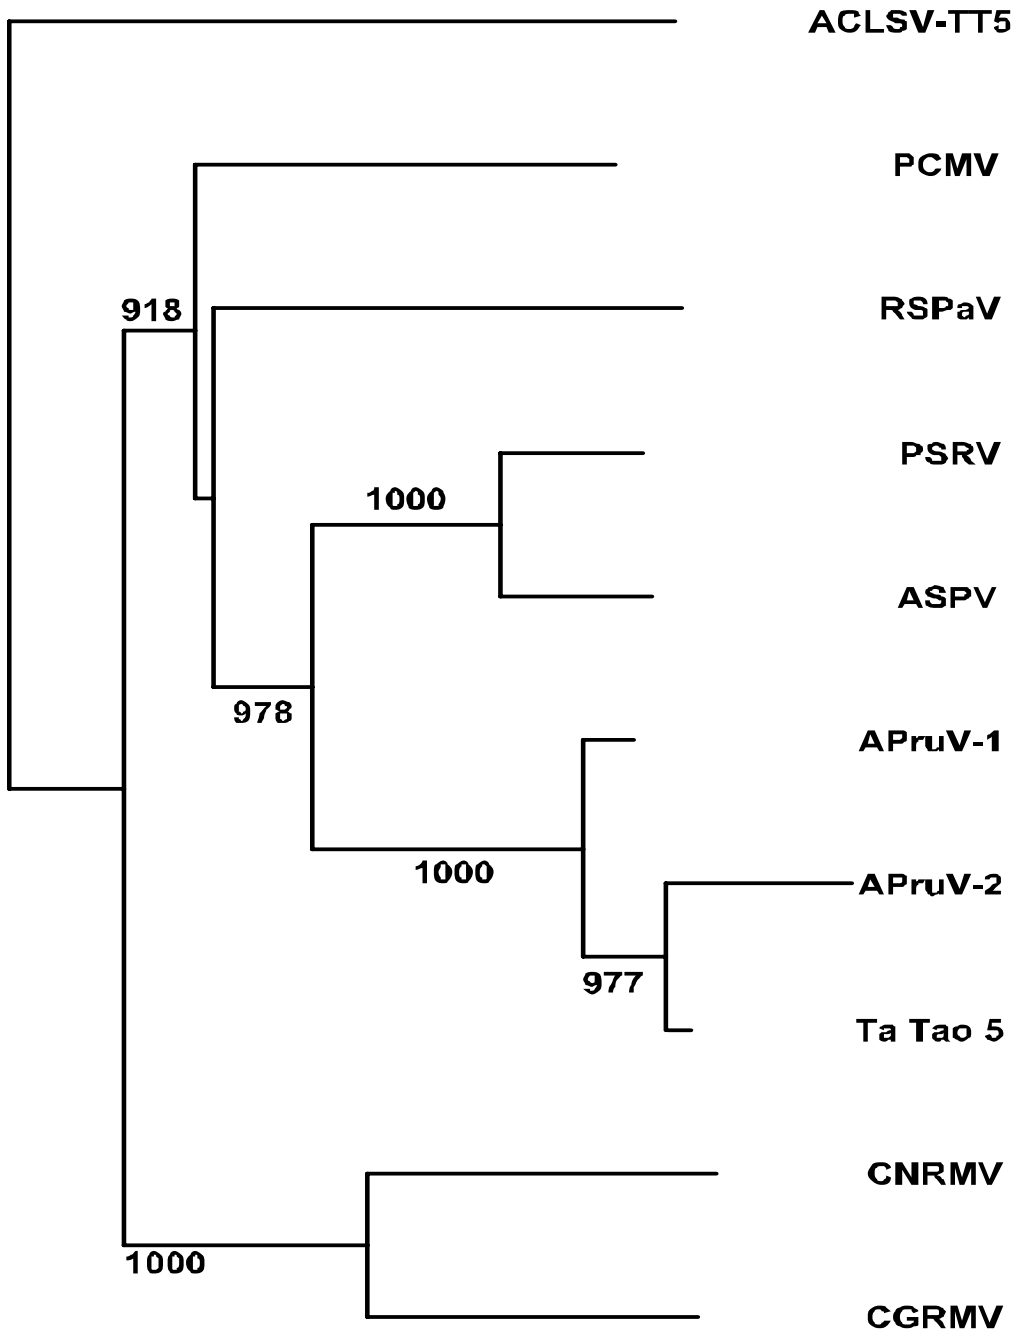 ACLSV-TT5
PCMV
918
RSPaV
PSRV
1000
ASPV
978
APruV-1
1000
APruV-2
977
Ta Tao 5
CNRMV
1000
CGRMV